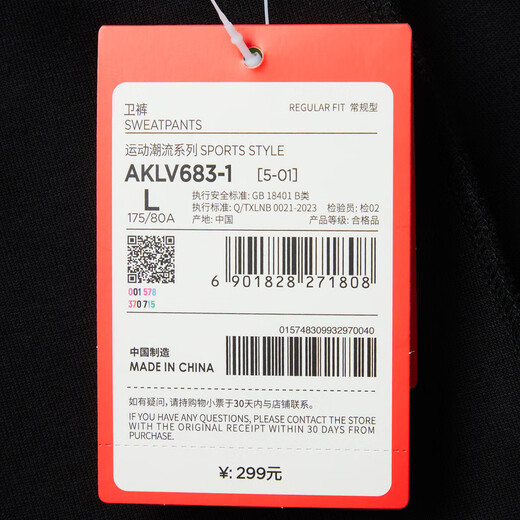 卫裤
REGULAR FIT 常规型
SWEATPANTS
运动潮流系列 SPORTS STYLE
AKLV683-1 [5-01]
L
175/80A
执行安全标准: GB 18401 B类
执行标准: Q/TXLNB 0021-2023 检验员: 检02
产地: 中国 产品等级: 合格品
001 578
370 715
6 901828 271808
015748309932970040
中国制造
MADE IN CHINA
如有疑问，请持购物小票于30天内与店铺联系。
IF YOU HAVE ANY QUESTIONS, PLEASE CONTACT THE STORE
WITH THE ORIGINAL RECEIPT WITHIN 30 DAYS FROM
PURCHASE.
¥: 299元